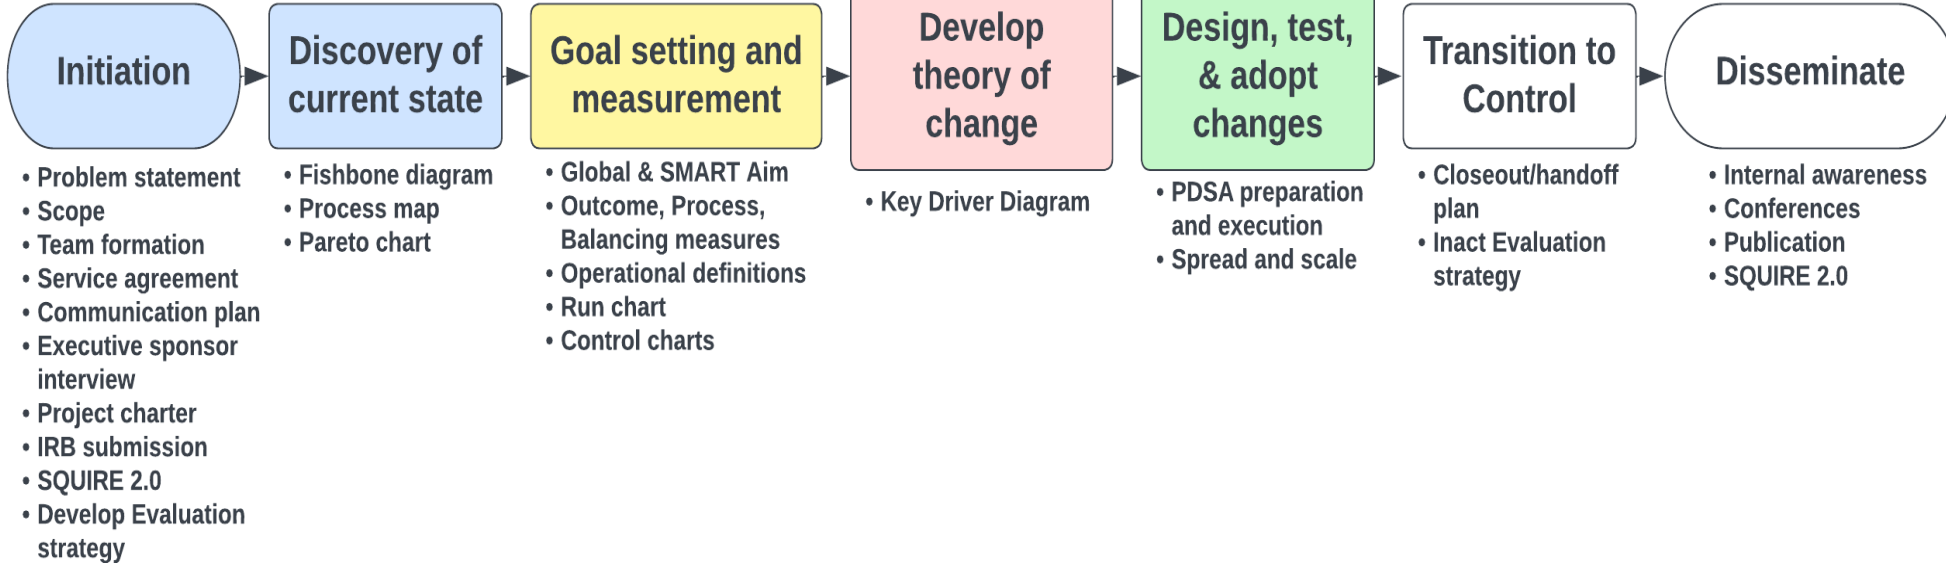 Initiation
• Problem statement
• Scope
• Team formation
• Service agreement
• Communication plan
• Executive sponsor
interview
• Project charter
• IRB submission
• SQUIRE 2.0
• Develop Evaluation
strategy
Discovery of
current state
• Fishbone diagram
• Process map
• Pareto chart
Goal setting and
measurement
• Global & SMART Aim
• Outcome, Process,
Balancing measures
• Operational definitions
• Run chart
• Control charts
Develop
theory of
change
• Key Driver Diagram
Design, test,
& adopt
changes
• PDSA preparation
and execution
• Spread and scale
Transition to
Control
• Closeout/handoff
plan
• Inact Evaluation
strategy
Disseminate
• Internal awareness
• Conferences
• Publication
• SQUIRE 2.0